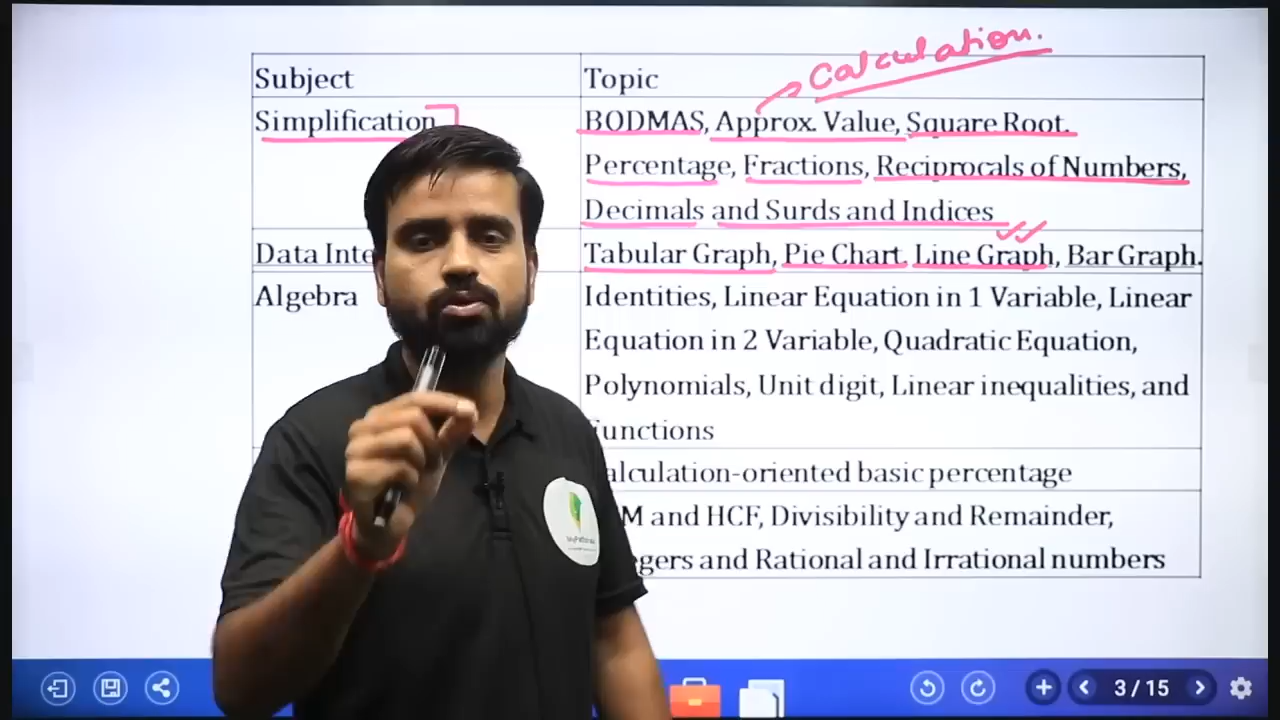 Calculation.
Subject Topic
Simplification BODMAS, Approx. Value, Square Root.
Percentage, Fractions, Reciprocals of Numbers,
Decimals and Surds and Indices
Data Inte Tabular Graph, Pie Chart, Line Graph, Bar Graph.
Algebra Identities, Linear Equation in 1 Variable, Linear
Equation in 2 Variable, Quadratic Equation,
Polynomials, Unit digit, Linear inequalities, and
functions
alculation-oriented basic percentage
M and HCF, Divisibility and Remainder,
egers and Rational and Irrational numbers
3 / 15